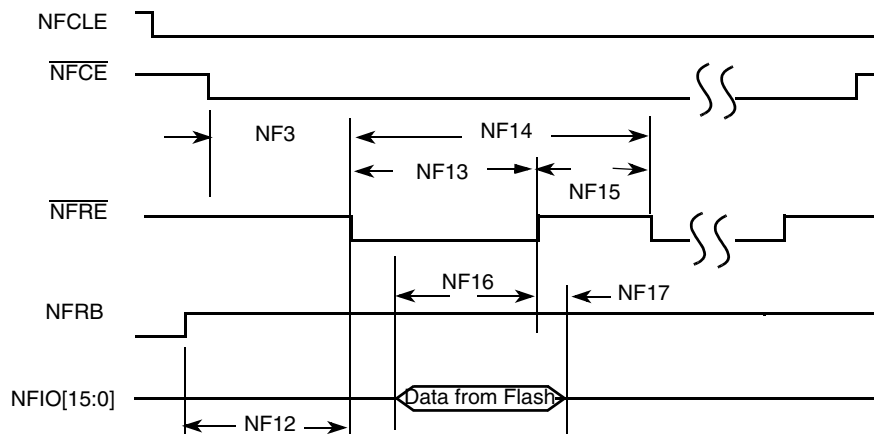 NFCLE
NFCE
NF3
NF14
NF13
NF15
NFRE
NF16
NF17
NFRB
NFIO[15:0]
Data from Flash
NF12